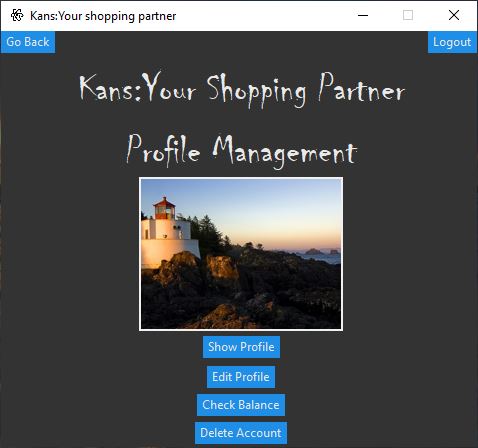 Kans:Your shopping partner
Go Back
Logout
Kans:Your Shopping Partner
Profile Management
Show Profile
Edit Profile
Check Balance
Delete Account